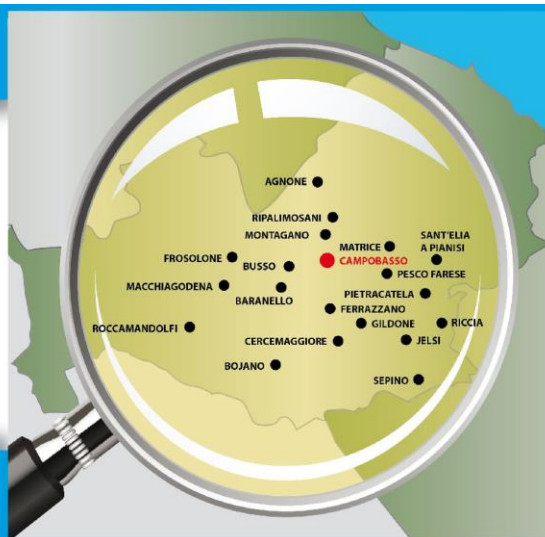 AGNONE
RIPALIMOSANI
MONTAGANO
MATRICE
SANT'ELIA
A PIANISI
FROSOLONE
CAMPOBASSO
BUSSO
PESCO FARESE
MACCHIAGODENA
BARANELLO
PIETRACATELA
FERRAZZANO
ROCCAMANDOLFI
GILDONE
RICCIA
CERCEMAGGIORE
JELSI
BOJANO
SEPINO